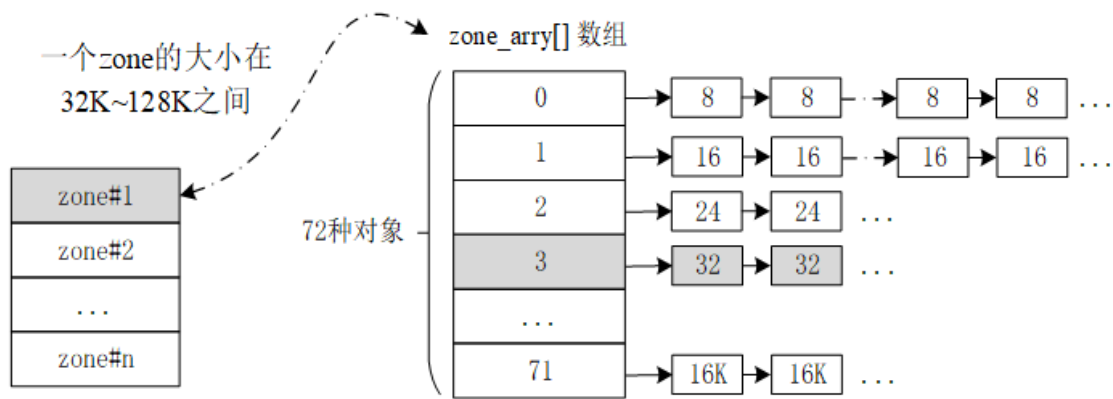 一个zone的大小在
32K~128K之间
zone#1
zone#2
...
zone#n
zone_arry[] 数组
72种对象
0 8 8 8 8 ...
1 16 16 16 16 ...
2 24 24 ...
3 32 32 ...
...
71 16K 16K ...